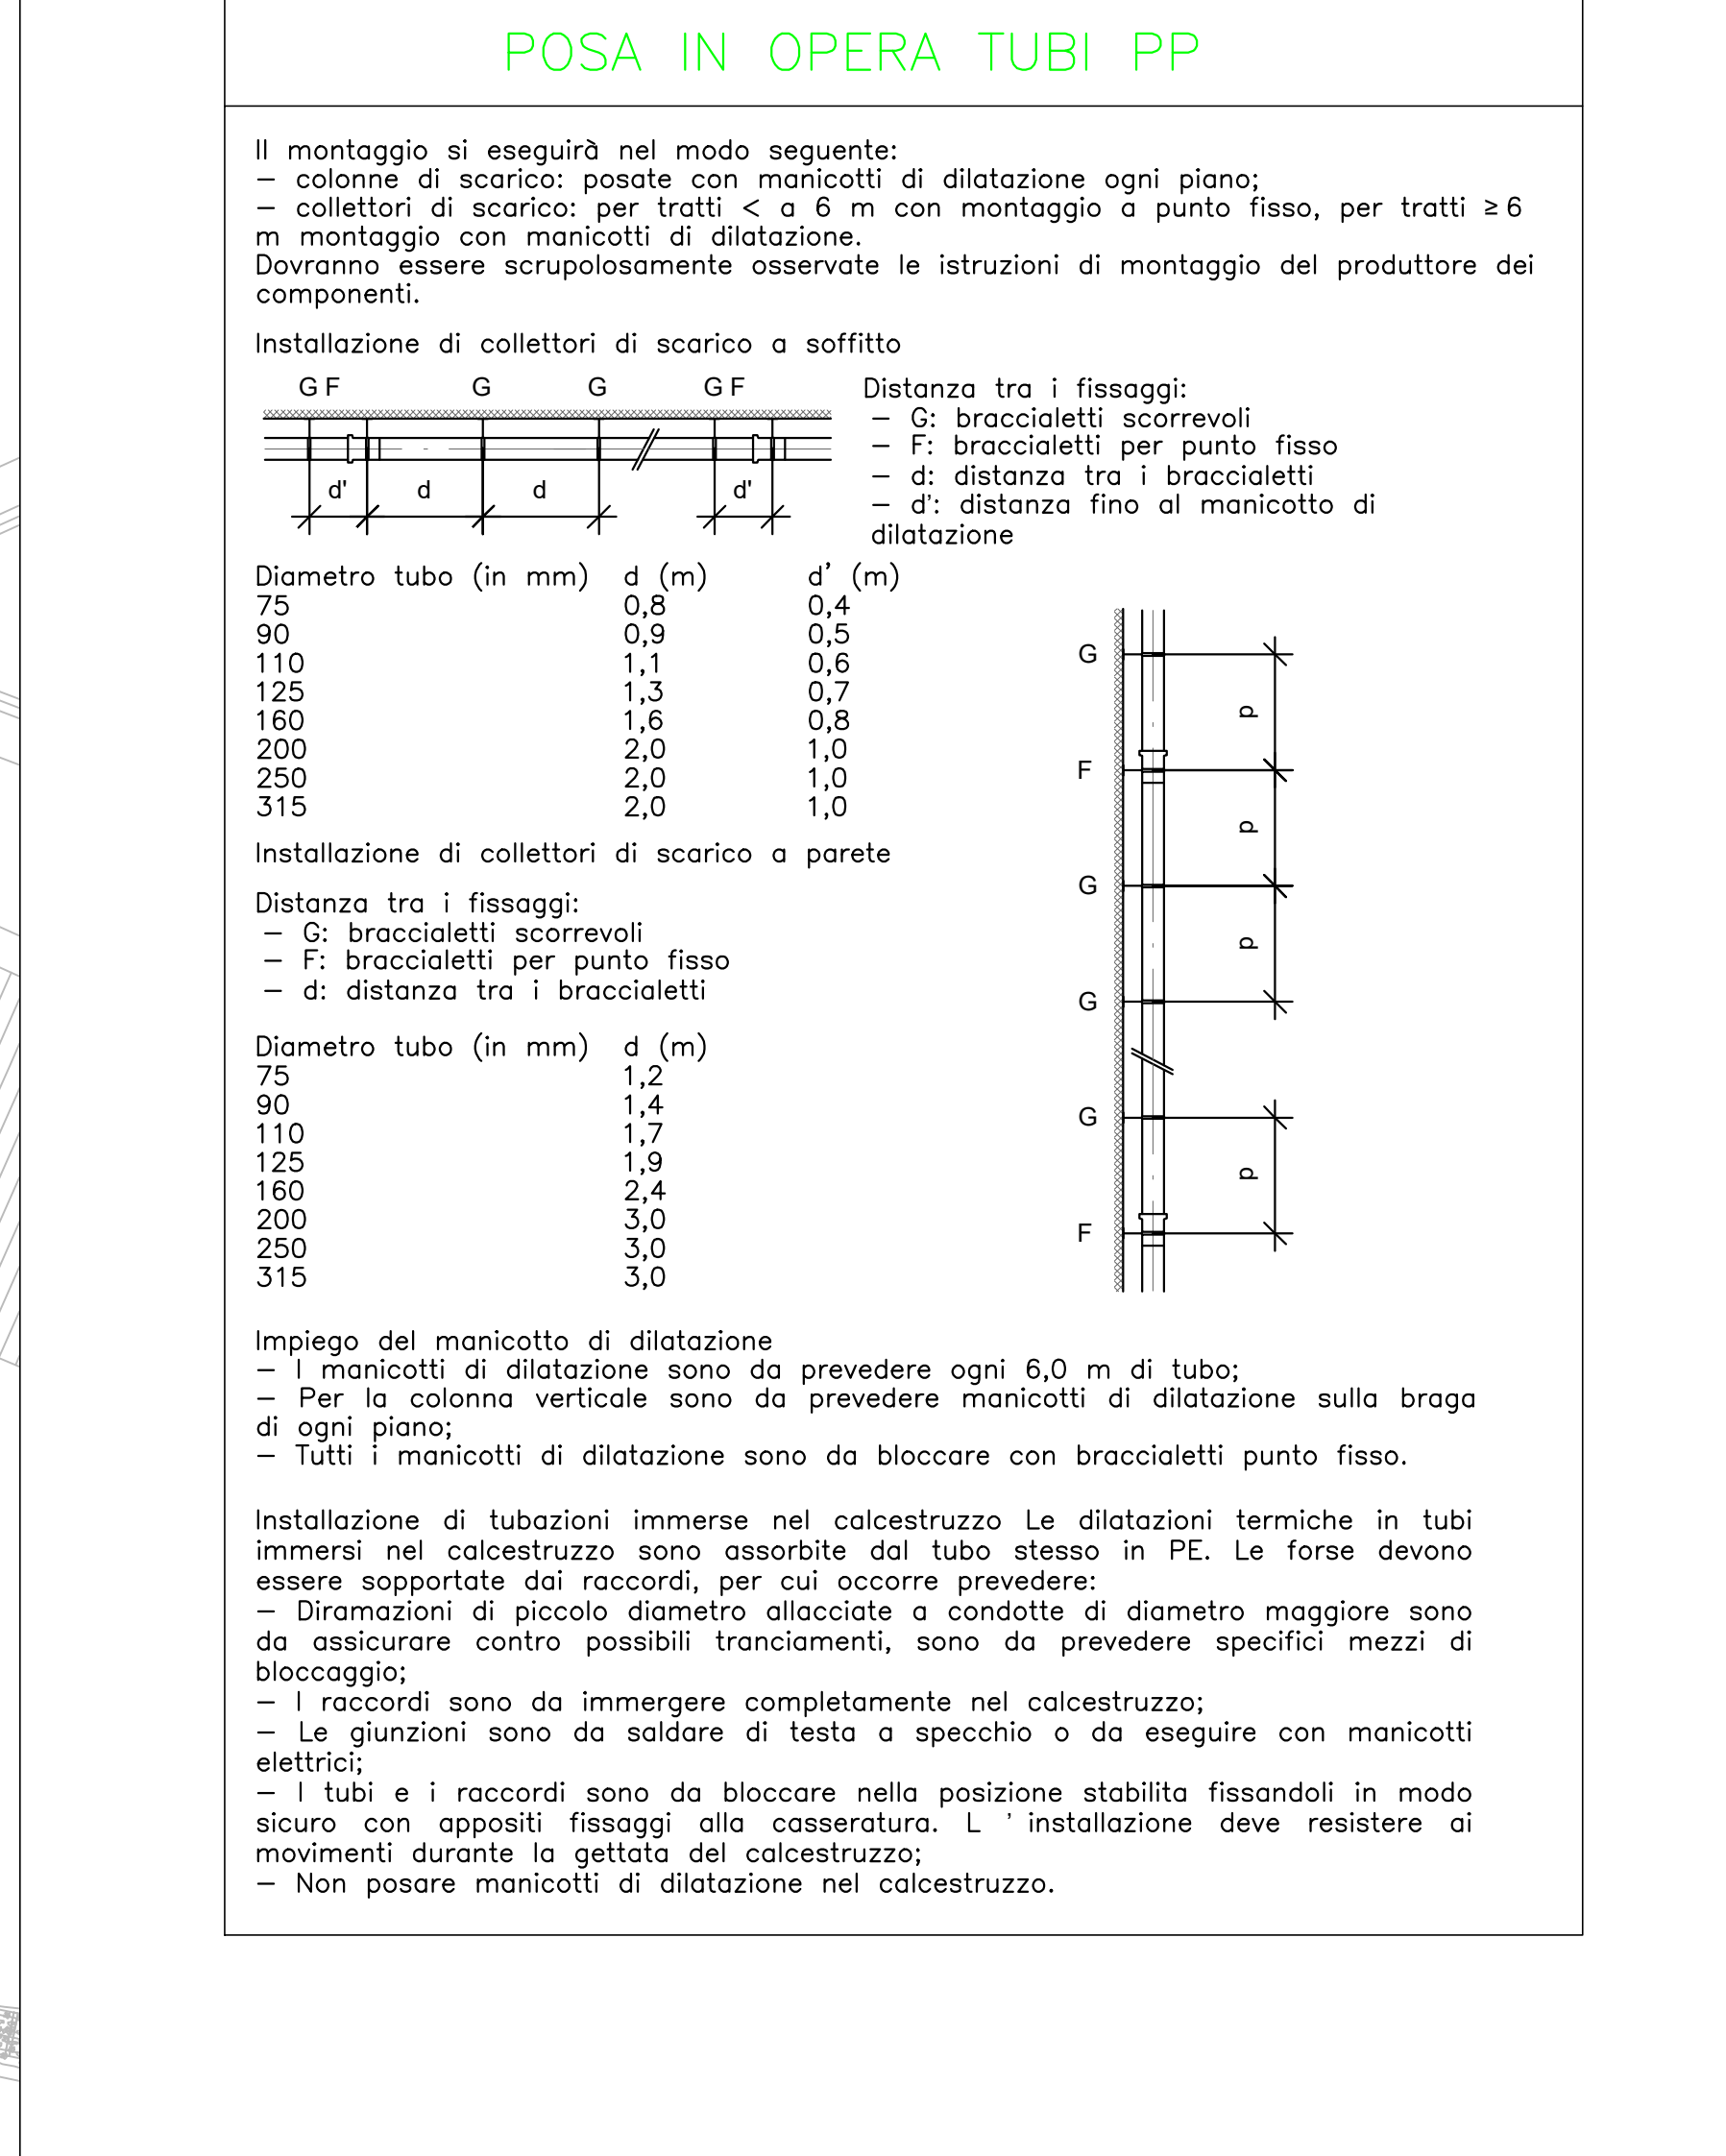 POSA IN OPERA TUBI PP
Il montaggio si eseguirà nel modo seguente:
– colonne di scarico: posate con manicotti di dilatazione ogni piano;
– collettori di scarico: per tratti < a 6 m con montaggio a punto fisso, per tratti ≥ 6
m montaggio con manicotti di dilatazione.
Dovranno essere scrupolosamente osservate le istruzioni di montaggio del produttore dei
componenti.
Installazione di collettori di scarico a soffitto
G F G G G F
d' d d d'
Distanza tra i fissaggi:
– G: braccialetti scorrevoli
– F: braccialetti per punto fisso
– d: distanza tra i braccialetti
– d': distanza fino al manicotto di
dilatazione
Diametro tubo (in mm) d (m) d' (m)
75 0,8 0,4
90 0,9 0,5
110 1,1 0,6
125 1,3 0,7
160 1,6 0,8
200 2,0 1,0
250 2,0 1,0
315 2,0 1,0
Installazione di collettori di scarico a parete
Distanza tra i fissaggi:
– G: braccialetti scorrevoli
– F: braccialetti per punto fisso
– d: distanza tra i braccialetti
Diametro tubo (in mm) d (m)
75 1,2
90 1,4
110 1,7
125 1,9
160 2,4
200 3,0
250 3,0
315 3,0
G
d
F
d
G
d
G
G
d
F
Impiego del manicotto di dilatazione
– I manicotti di dilatazione sono da prevedere ogni 6,0 m di tubo;
– Per la colonna verticale sono da prevedere manicotti di dilatazione sulla braga
di ogni piano;
– Tutti i manicotti di dilatazione sono da bloccare con braccialetti punto fisso.
Installazione di tubazioni immerse nel calcestruzzo Le dilatazioni termiche in tubi
immersi nel calcestruzzo sono assorbite dal tubo stesso in PE. Le forse devono
essere sopportate dai raccordi, per cui occorre prevedere:
– Diramazioni di piccolo diametro allacciate a condotte di diametro maggiore sono
da assicurare contro possibili tranciamenti, sono da prevedere specifici mezzi di
bloccaggio;
– I raccordi sono da immergere completamente nel calcestruzzo;
– Le giunzioni sono da saldare di testa a specchio o da eseguire con manicotti
elettrici;
– I tubi e i raccordi sono da bloccare nella posizione stabilita fissandoli in modo
sicuro con appositi fissaggi alla casseratura. L ' installazione deve resistere ai
movimenti durante la gettata del calcestruzzo;
– Non posare manicotti di dilatazione nel calcestruzzo.